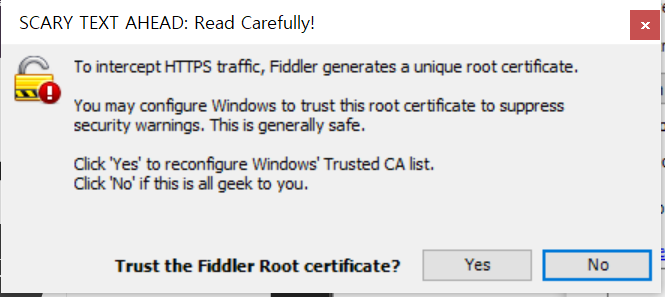 SCARY TEXT AHEAD: Read Carefully!
To intercept HTTPS traffic, Fiddler generates a unique root certificate.
You may configure Windows to trust this root certificate to suppress
security warnings. This is generally safe.
Click 'Yes' to reconfigure Windows' Trusted CA list.
Click 'No' if this is all geek to you.
Trust the Fiddler Root certificate?
Yes
No